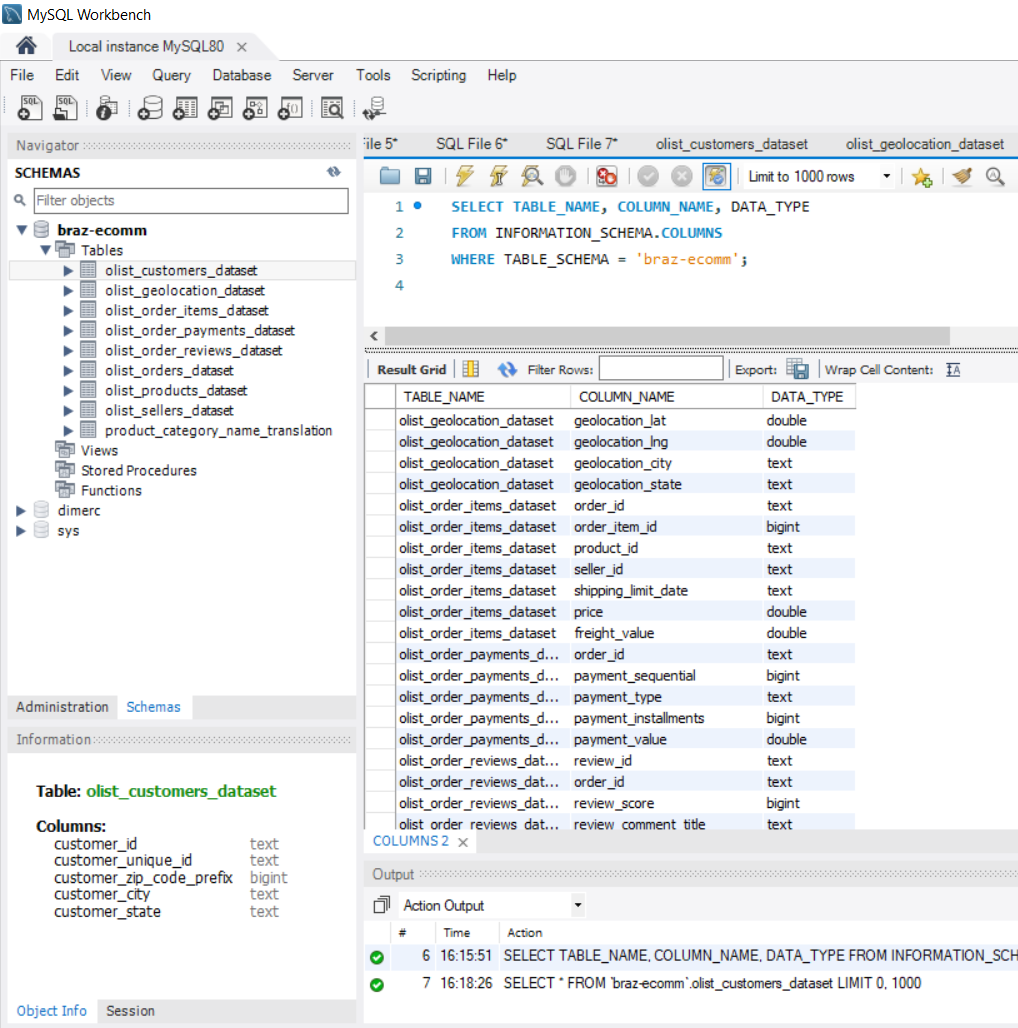 MySQL Workbench
Local instance MySQL80
File Edit View Query Database Server Tools Scripting Help
Navigator
SCHEMAS
Filter objects
braz-ecomm
Tables
olist_customers_dataset
olist_geolocation_dataset
olist_order_items_dataset
olist_order_payments_dataset
olist_order_reviews_dataset
olist_orders_dataset
olist_products_dataset
olist_sellers_dataset
product_category_name_translation
Views
Stored Procedures
Functions
dimerc
sys
Administration Schemas
Information
Table: olist_customers_dataset
Columns:
customer_id text
customer_unique_id text
customer_zip_code_prefix bigint
customer_city text
customer_state text
Object Info Session
ile 5* SQL File 6* SQL File 7* olist_customers_dataset olist_geolocation_dataset
Limit to 1000 rows
1 SELECT TABLE_NAME, COLUMN_NAME, DATA_TYPE
2 FROM INFORMATION_SCHEMA.COLUMNS
3 WHERE TABLE_SCHEMA = 'braz-ecomm';
4
Result Grid Filter Rows: Export: Wrap Cell Content:
TABLE_NAME COLUMN_NAME DATA_TYPE
olist_geolocation_dataset geolocation_lat double
olist_geolocation_dataset geolocation_lng double
olist_geolocation_dataset geolocation_city text
olist_geolocation_dataset geolocation_state text
olist_order_items_dataset order_id text
olist_order_items_dataset order_item_id bigint
olist_order_items_dataset product_id text
olist_order_items_dataset seller_id text
olist_order_items_dataset shipping_limit_date text
olist_order_items_dataset price double
olist_order_items_dataset freight_value double
olist_order_payments_d... order_id text
olist_order_payments_d... payment_sequential bigint
olist_order_payments_d... payment_type text
olist_order_payments_d... payment_installments bigint
olist_order_payments_d... payment_value double
olist_order_reviews_dat... review_id text
olist_order_reviews_dat... order_id text
olist_order_reviews_dat... review_score bigint
olist_order_reviews_dat... review_comment_title text
COLUMNS 2
Output
Action Output
# Time Action
6 16:15:51 SELECT TABLE_NAME, COLUMN_NAME, DATA_TYPE FROM INFORMATION_SCH
7 16:18:26 SELECT * FROM `braz-ecomm`.olist_customers_dataset LIMIT 0, 1000